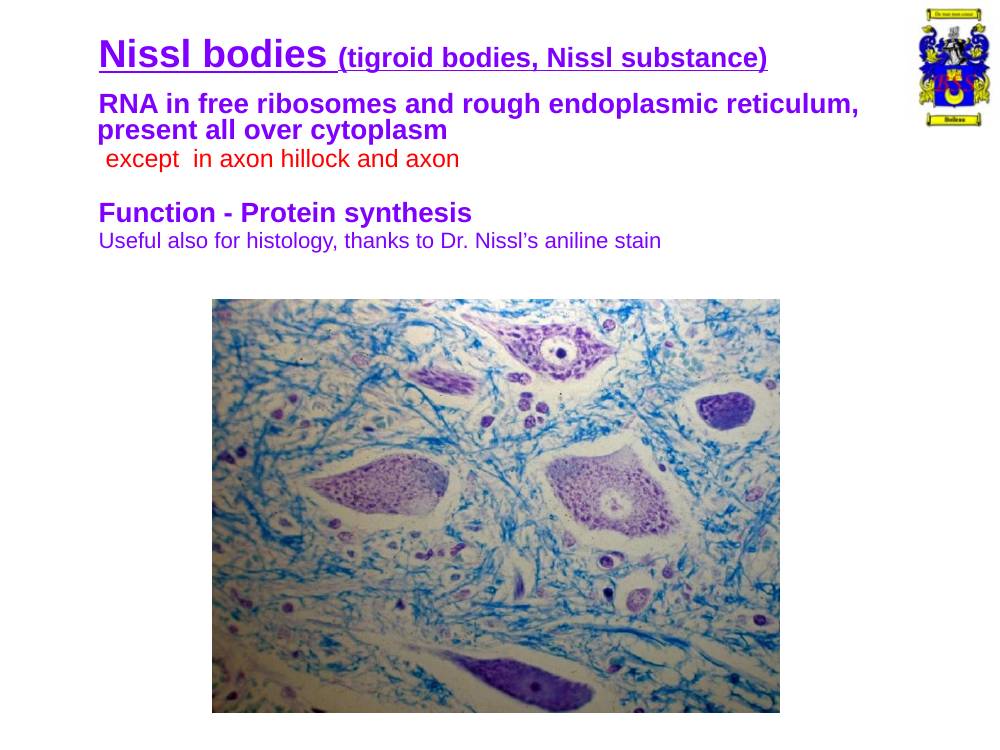 Nissl bodies (tigroid bodies, Nissl substance)
RNA in free ribosomes and rough endoplasmic reticulum,
present all over cytoplasm
except  in axon hillock and axon
Function - Protein synthesis
Useful also for histology, thanks to Dr. Nissl’s aniline stain